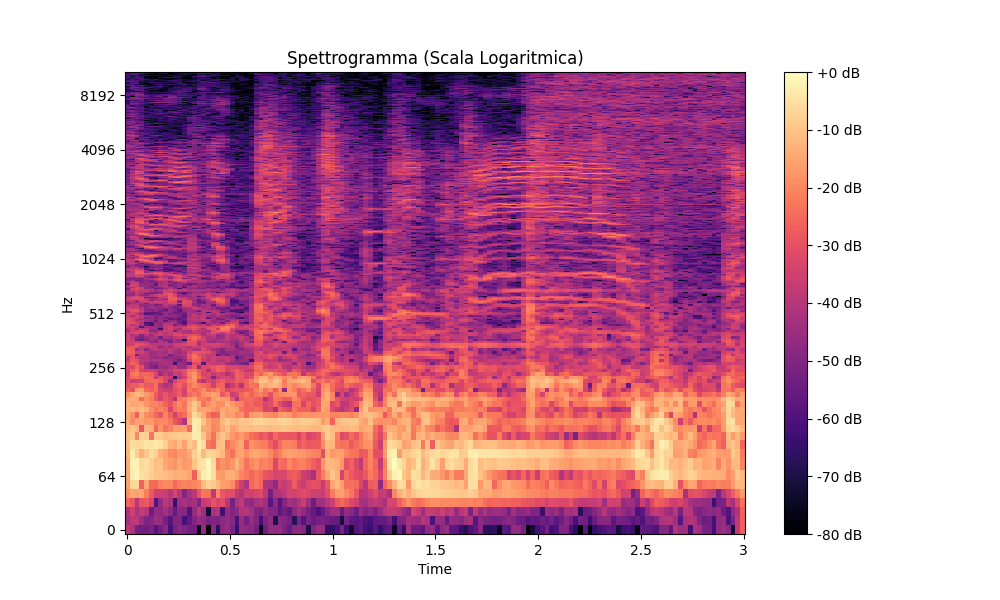 Spettrogramma (Scala Logaritmica)
8192
4096
2048
1024
512
256
128
64
0
Hz
0 0.5 1 1.5 2 2.5 3
Time
+0 dB
-10 dB
-20 dB
-30 dB
-40 dB
-50 dB
-60 dB
-70 dB
-80 dB